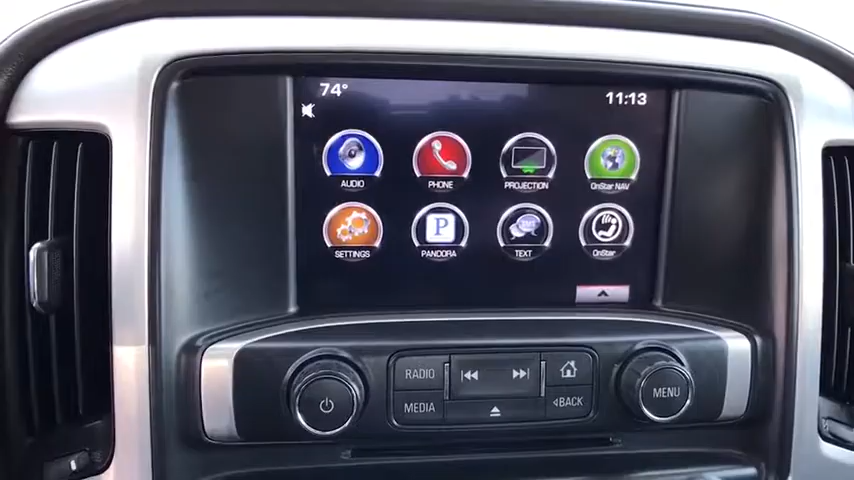 74°
11:13
AUDIO PHONE PROJECTION OnStar NAV
P
SETTINGS PANDORA TEXT OnStar
RADIO
MEDIA
BACK
MENU